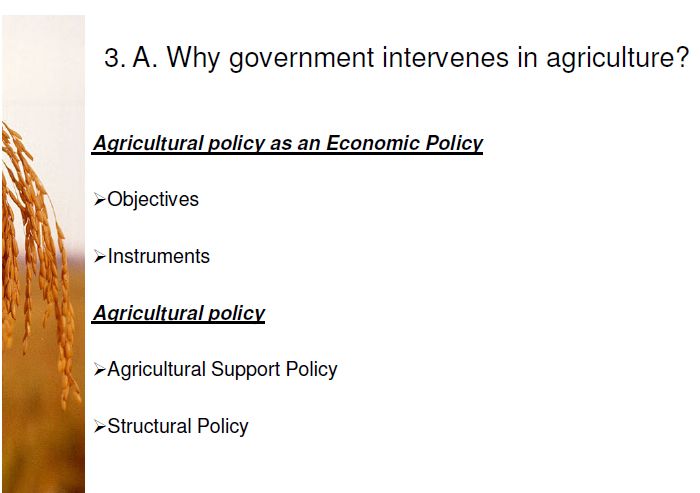 3. A. Why government intervenes in agriculture?
Agricultural policy as an Economic Policy
➢Objectives
➢Instruments
Agricultural policy
➢Agricultural Support Policy
➢Structural Policy